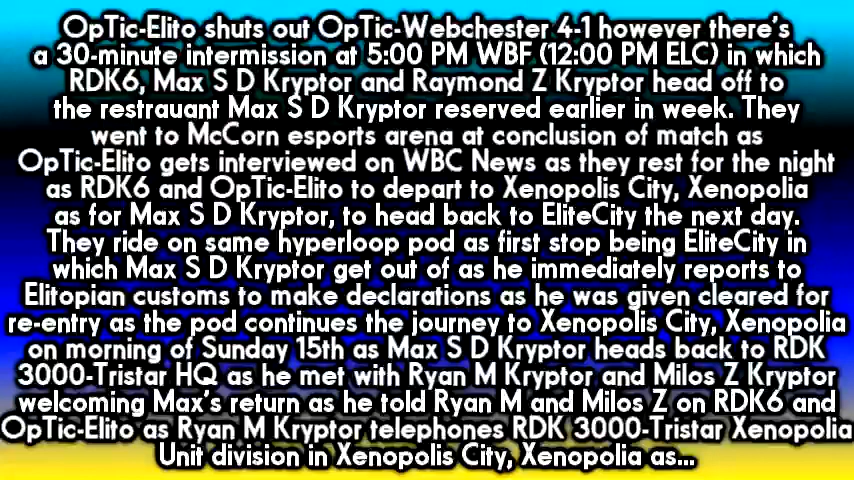 OpTic-Elito shuts out OpTic-Webchester 4-1 however there's
a 30-minute intermission at 5:00 PM WBF (12:00 PM ELC) in which
RDK6, Max S D Kryptor and Raymond Z Kryptor head off to
the restrauant Max S D Kryptor reserved earlier in week. They
went to McCorn esports arena at conclusion of match as
OpTic-Elito gets interviewed on WBC News as they rest for the night
as RDK6 and OpTic-Elito to depart to Xenopolis City, Xenopolia
as for Max S D Kryptor, to head back to EliteCity the next day.
They ride on same hyperloop pod as first stop being EliteCity in
which Max S D Kryptor get out of as he immediately reports to
Elitopian customs to make declarations as he was given cleared for
re-entry as the pod continues the journey to Xenopolis City, Xenopolia
on morning of Sunday 15th as Max S D Kryptor heads back to RDK
3000-Tristar HQ as he met with Ryan M Kryptor and Milos Z Kryptor
welcoming Max's return as he told Ryan M and Milos Z on RDK6 and
OpTic-Elito as Ryan M Kryptor telephones RDK 3000-Tristar Xenopolia
Unit division in Xenopolis City, Xenopolia as...